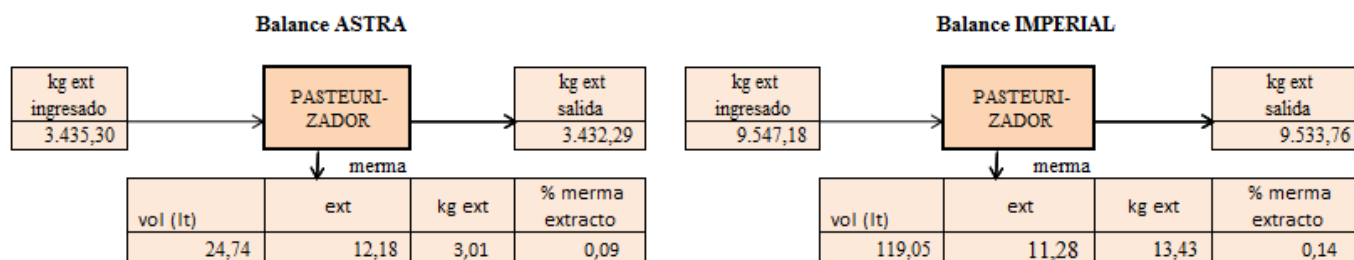 Balance ASTRA
kg ext
ingresado
3.435,30
PASTEURI-
ZADOR
kg ext
salida
3.432,29
merma
vol (lt)
ext
kg ext
% merma
extracto
24,74
12,18
3,01
0,09
Balance IMPERIAL
kg ext
ingresado
9.547,18
PASTEURI-
ZADOR
kg ext
salida
9.533,76
merma
vol (lt)
ext
kg ext
% merma
extracto
119,05
11,28
13,43
0,14